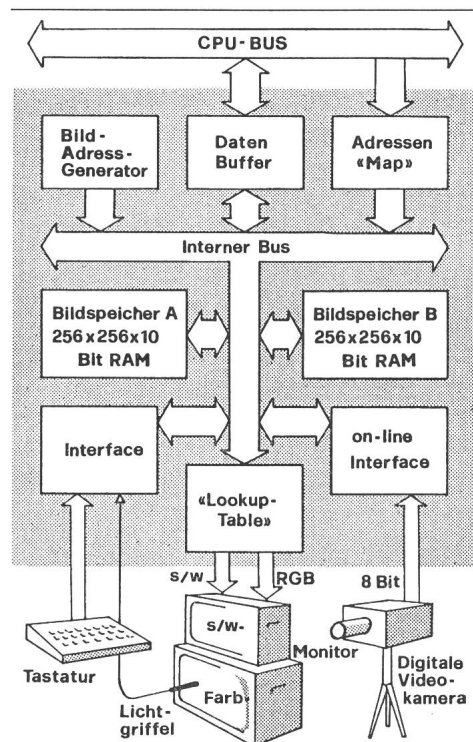 CPU-BUS
Bild-
Adress-
Generator
Daten
Buffer
Adressen
«Map»
Interner Bus
Bildspeicher A
256x256x10
Bit RAM
Bildspeicher B
256x256x10
Bit RAM
Interface
on-line
Interface
«Lookup-
Table»
s/w
RGB
8 Bit
s/w-
Monitor
Farb-
Tastatur
Licht-
griffel
Digitale
Video-
kamera